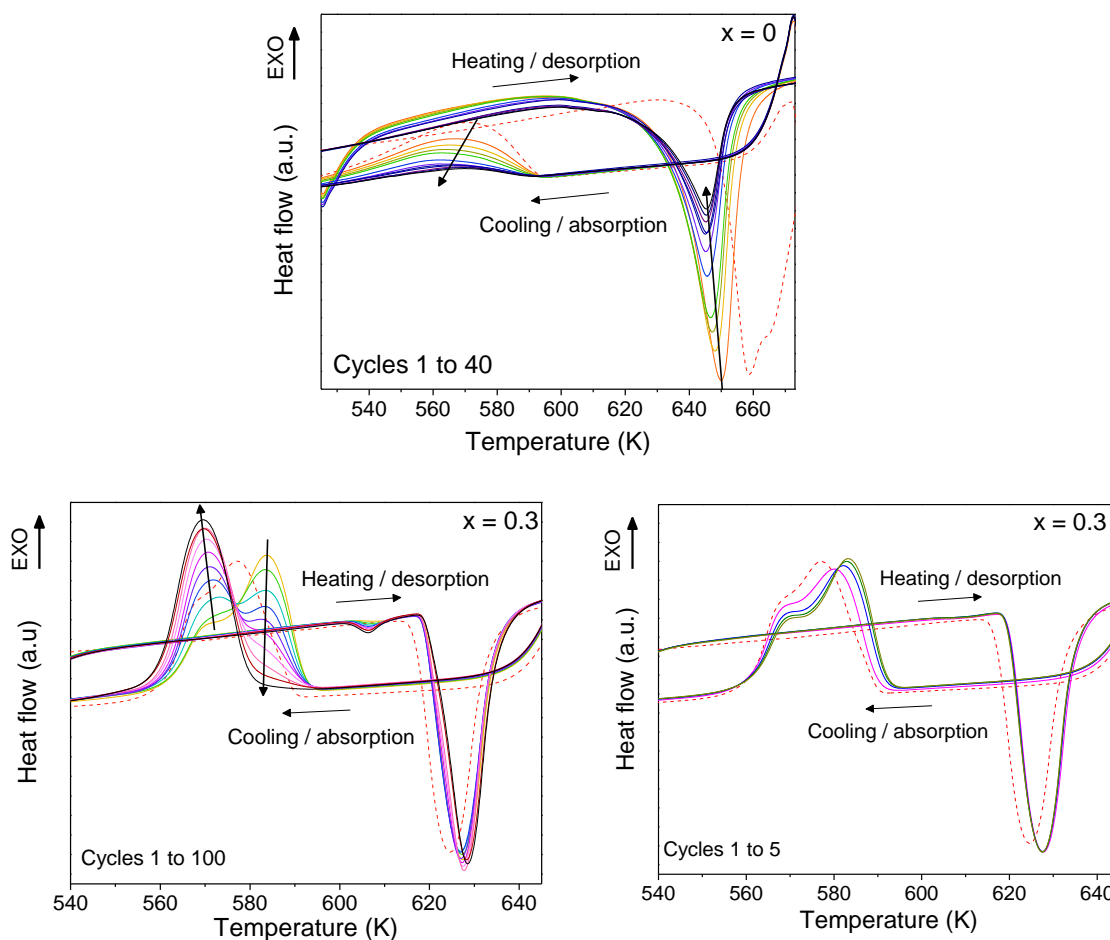 EXO
Heat flow (a.u.)
x = 0
Heating / desorption
Cooling / absorption
Cycles 1 to 40
540 560 580 600 620 640 660
Temperature (K)
EXO
Heat flow (a.u)
x = 0.3
Heating / desorption
Cooling / absorption
Cycles 1 to 100
540 560 580 600 620 640
Temperature (K)
EXO
Heat flow (a.u.)
x = 0.3
Heating / desorption
Cooling / absorption
Cycles 1 to 5
540 560 580 600 620 640
Temperature (K)